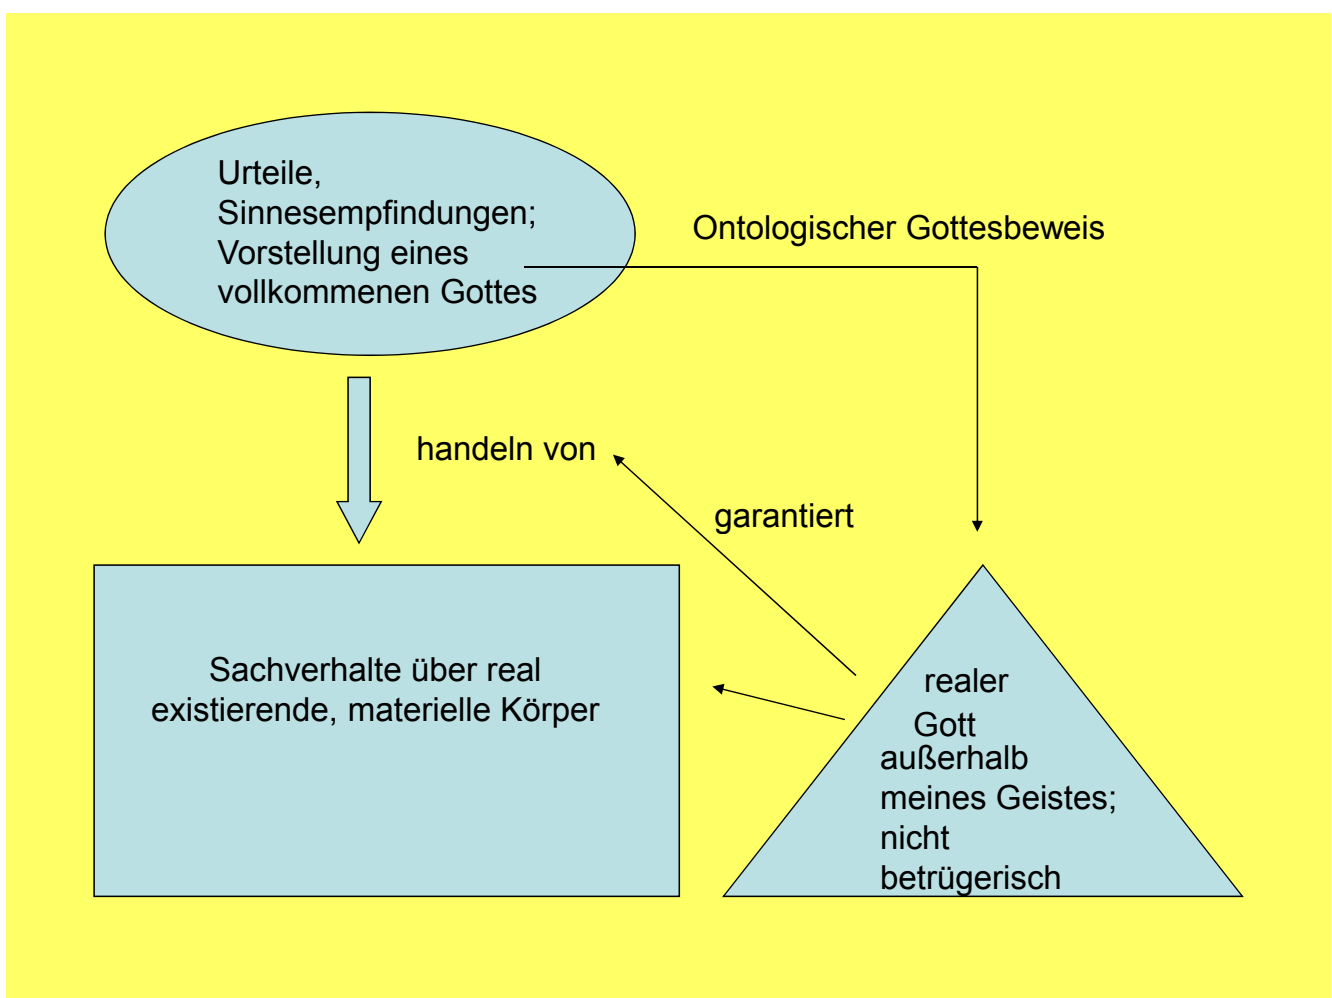 Urteile,
Sinnesempfindungen;
Vorstellung eines
vollkommenen Gottes
Ontologischer Gottesbeweis
handeln von
garantiert
Sachverhalte über real
existierende, materielle Körper
realer
Gott
außerhalb
meines Geistes;
nicht
betrügerisch